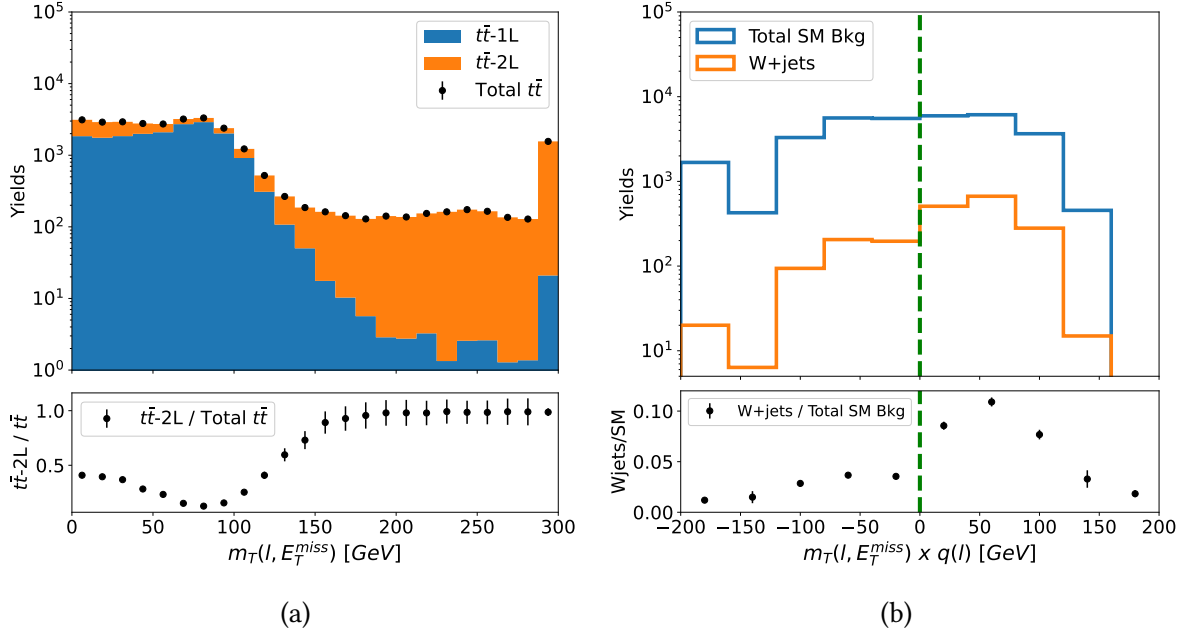 10^5
10^4
10^3
10^2
10^1
10^0
Yields
tt̄-1L
tt̄-2L
Total tt̄
1.0
0.5
tt̄-2L / tt̄
tt̄-2L / Total tt̄
0 50 100 150 200 250 300
m_T(l, E_T^{miss}) [GeV]
(a)
10^5
10^4
10^3
10^2
10^1
Yields
Total SM Bkg
W+jets
0.10
0.05
0.00
Wjets/SM
W+jets / Total SM Bkg
−200 −150 −100 −50 0 50 100 150 200
m_T(l, E_T^{miss}) x q(l) [GeV]
(b)